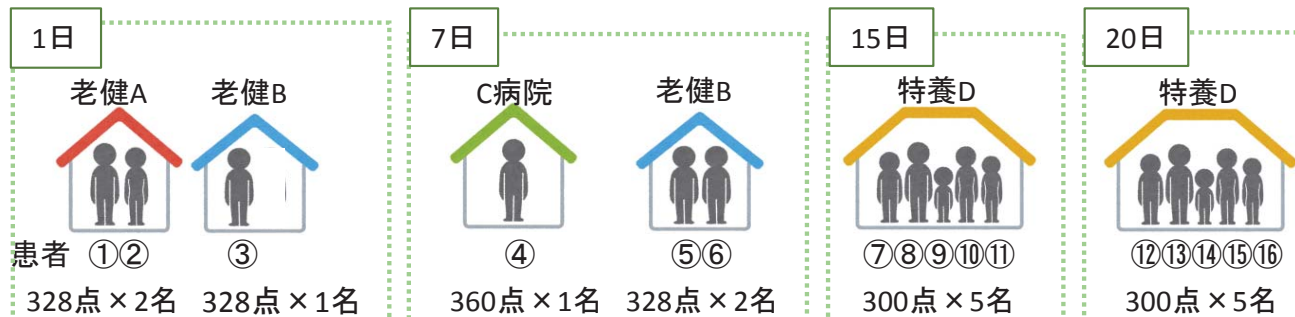 1日
老健A 老健B
患者 ①② ③
328点×2名 328点×1名
7日
C病院 老健B
④ ⑤⑥
360点×1名 328点×2名
15日
特養D
⑦⑧⑨⑩⑪
300点×5名
20日
特養D
⑫⑬⑭⑮⑯
300点×5名